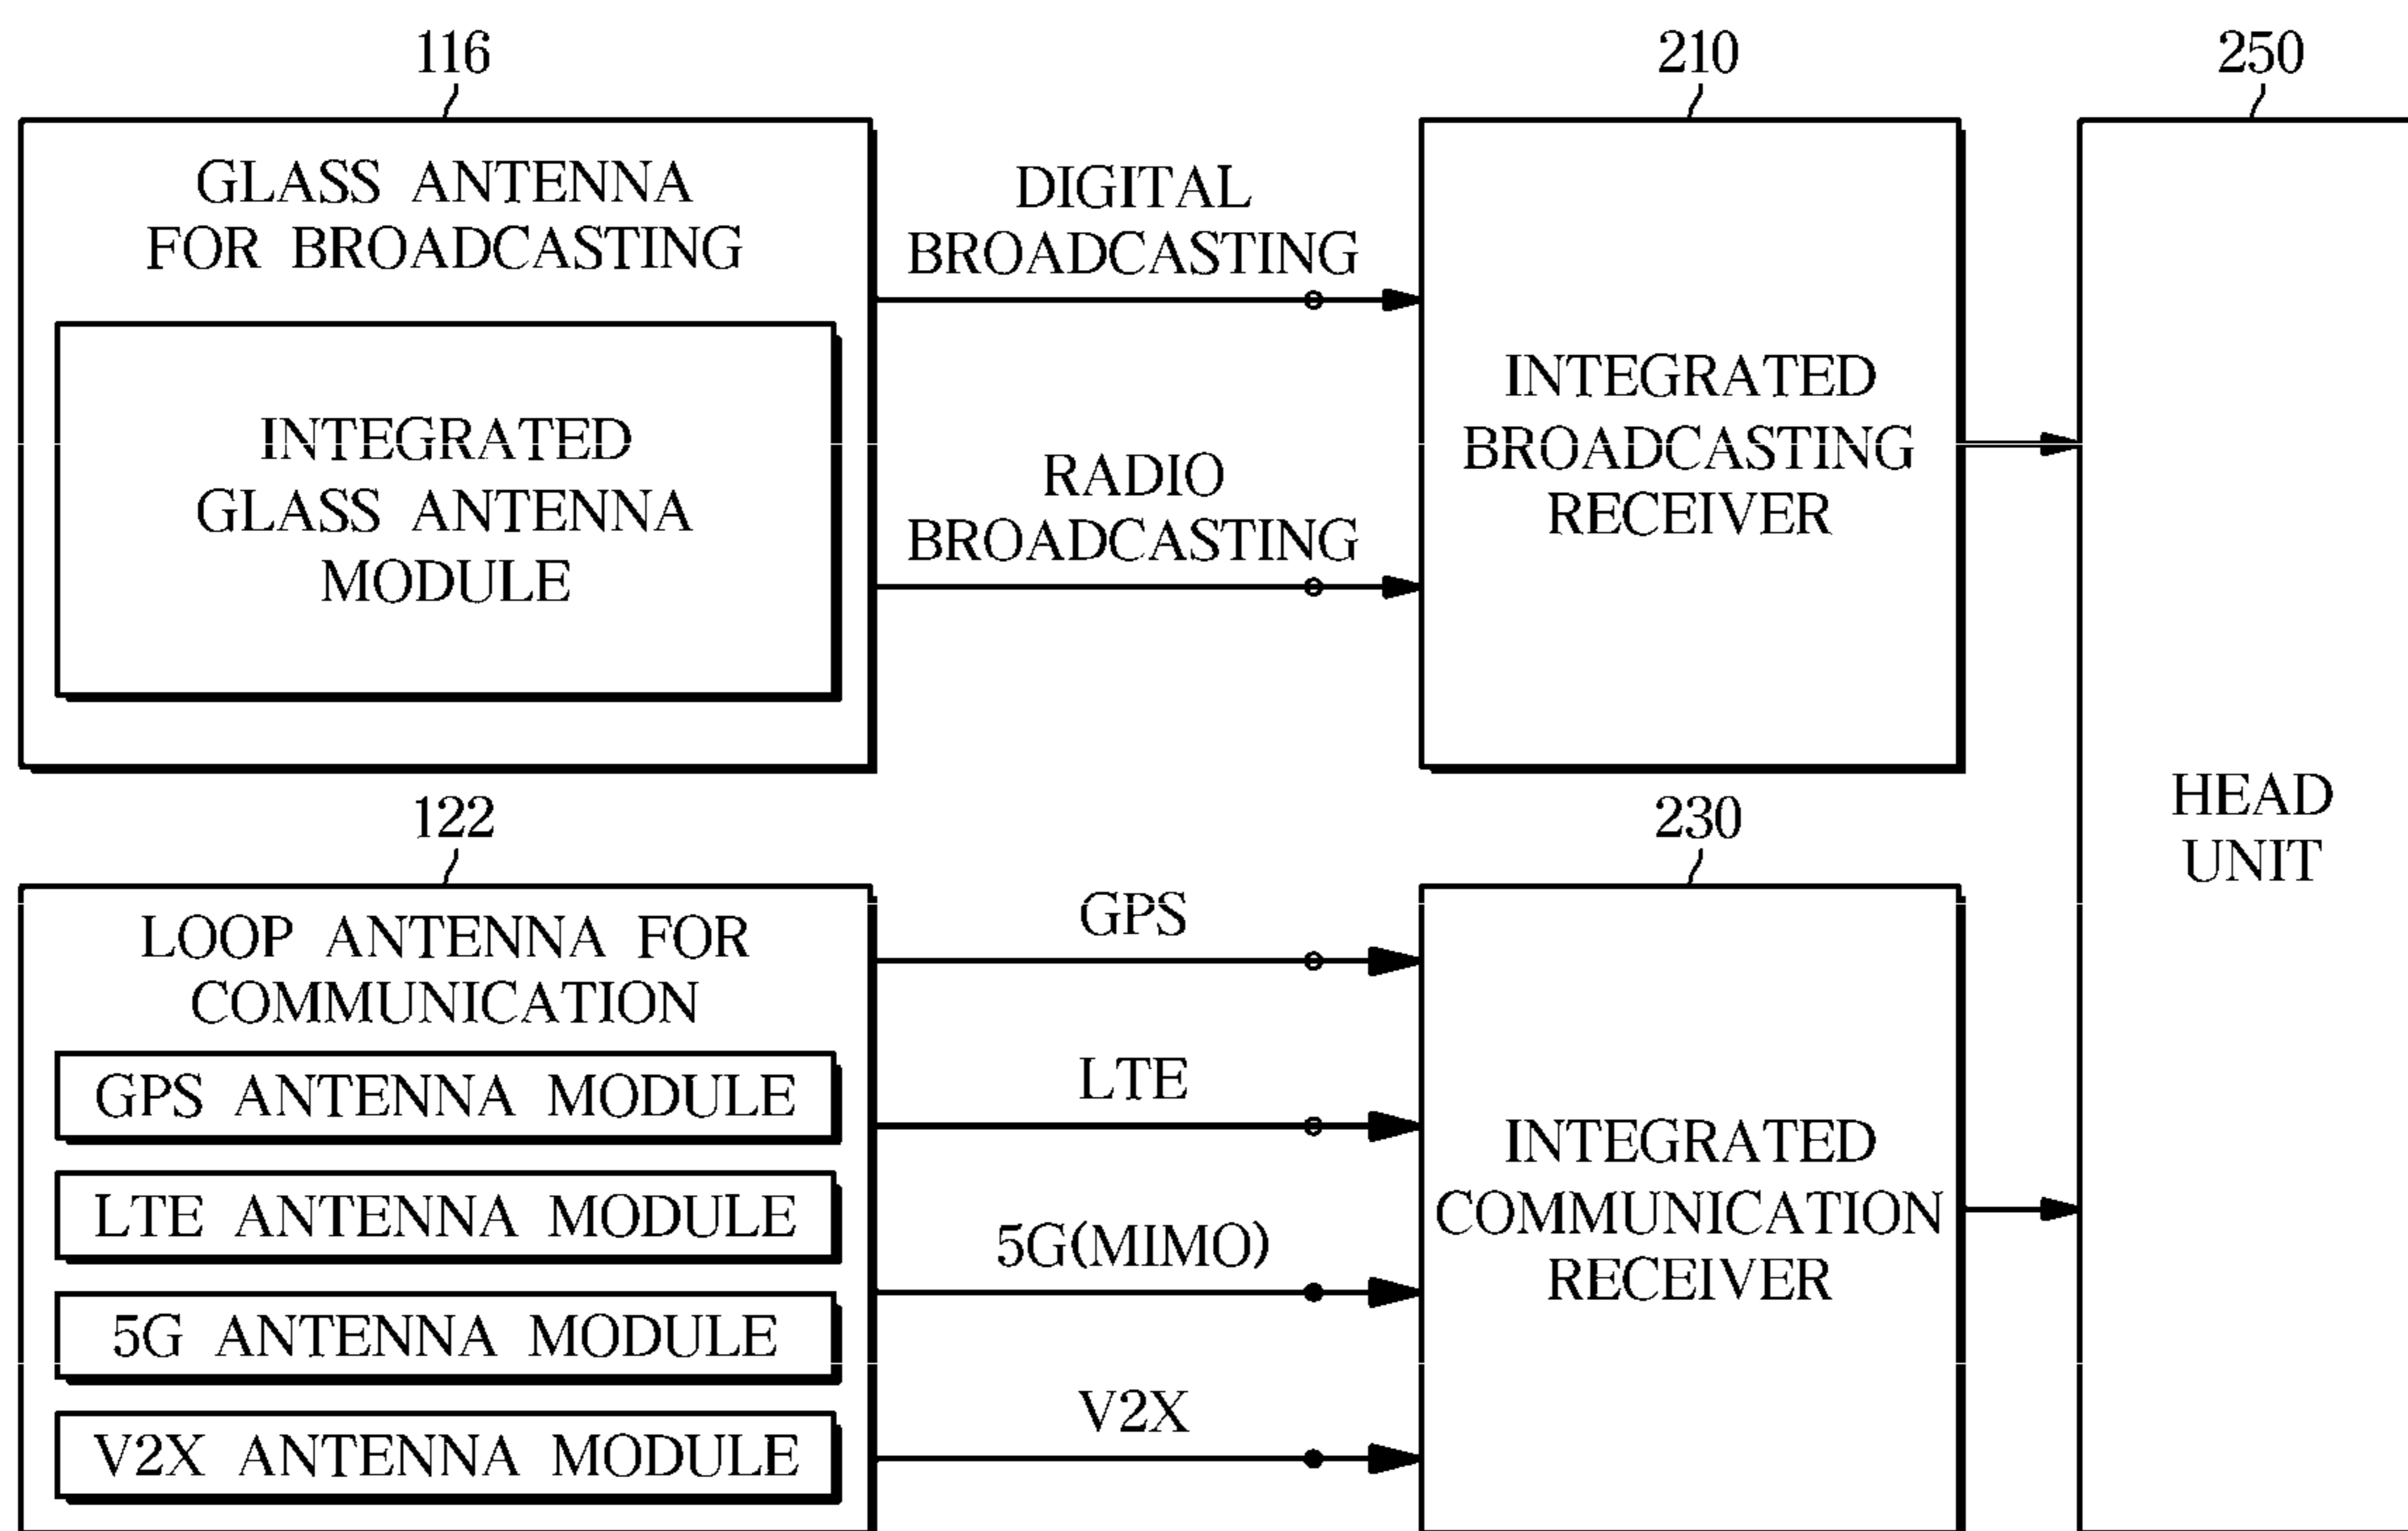 116
GLASS ANTENNA
FOR BROADCASTING
INTEGRATED
GLASS ANTENNA
MODULE
DIGITAL
BROADCASTING
RADIO
BROADCASTING
210
INTEGRATED
BROADCASTING
RECEIVER
250
HEAD
UNIT
122
LOOP ANTENNA FOR
COMMUNICATION
GPS ANTENNA MODULE
LTE ANTENNA MODULE
5G ANTENNA MODULE
V2X ANTENNA MODULE
GPS
LTE
5G(MIMO)
V2X
230
INTEGRATED
COMMUNICATION
RECEIVER